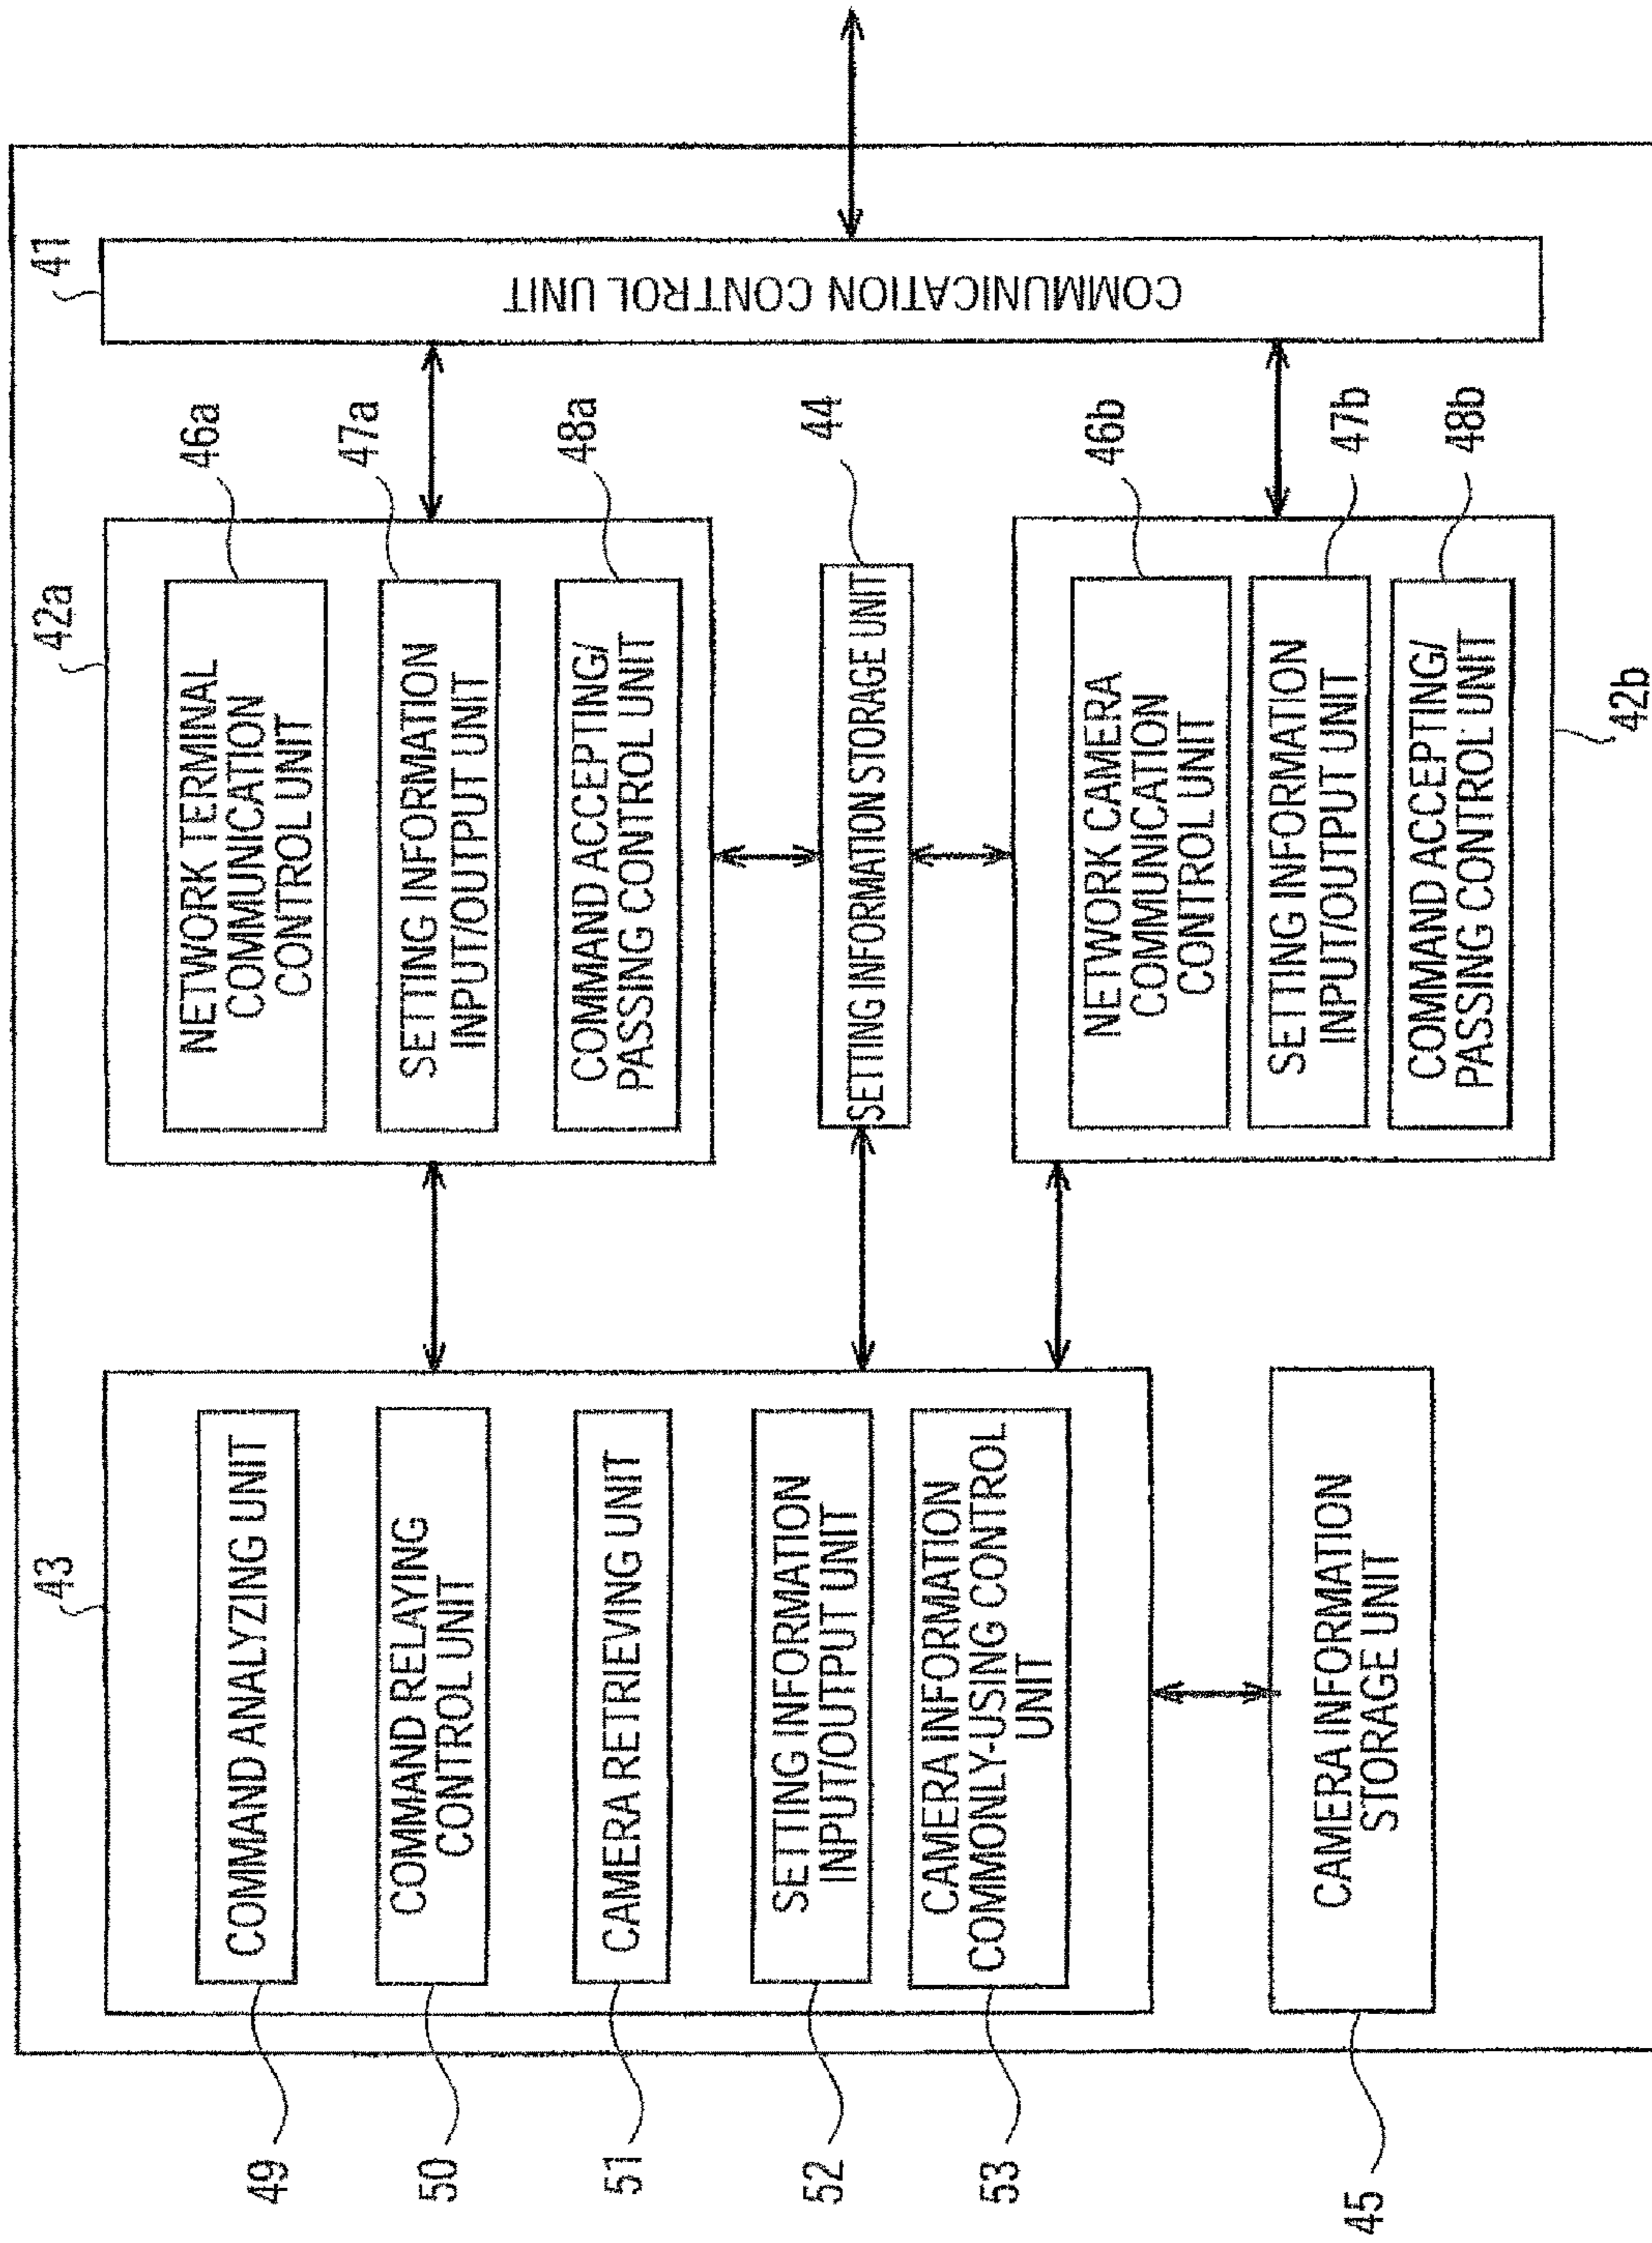 43
42a
41
COMMAND ANALYZING UNIT
49
COMMAND RELAYING
CONTROL UNIT
50
CAMERA RETRIEVING UNIT
51
SETTING INFORMATION
INPUT/OUTPUT UNIT
52
CAMERA INFORMATION
COMMONLY-USING CONTROL
UNIT
53
CAMERA INFORMATION
STORAGE UNIT
45
NETWORK TERMINAL
COMMUNICATION
CONTROL UNIT
46a
SETTING INFORMATION
INPUT/OUTPUT UNIT
47a
COMMAND ACCEPTING/
PASSING CONTROL UNIT
48a
SETTING INFORMATION STORAGE UNIT
44
NETWORK CAMERA
COMMUNICATION
CONTROL UNIT
46b
SETTING INFORMATION
INPUT/OUTPUT UNIT
47b
COMMAND ACCEPTING/
PASSING CONTROL UNIT
48b
42b
COMMUNICATION CONTROL UNIT